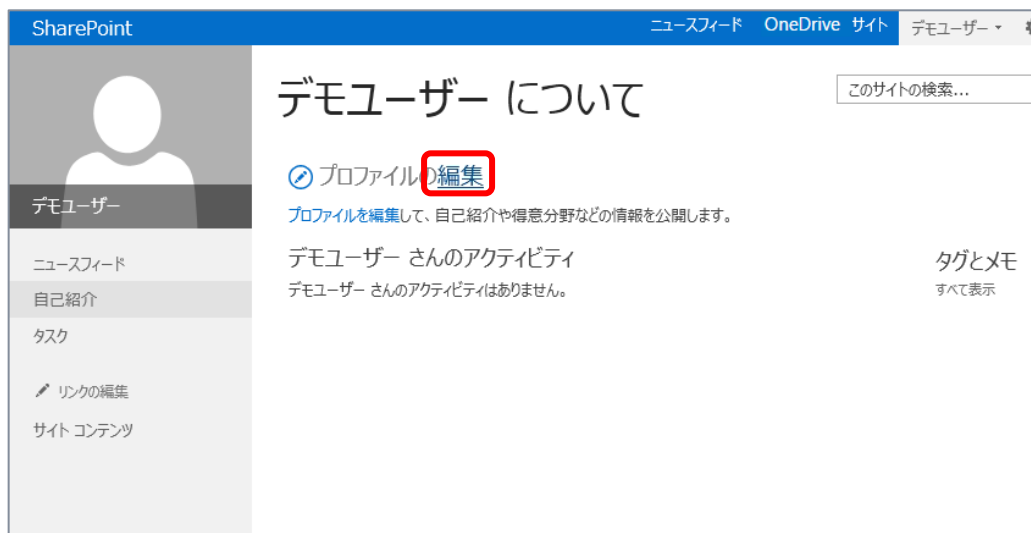 SharePoint ニュースフィード OneDrive サイト デモユーザー
デモユーザー
ニュースフィード
自己紹介
タスク
リンクの編集
サイト コンテンツ
デモユーザー について
このサイトの検索...
プロファイルの編集
プロファイルを編集して、自己紹介や得意分野などの情報を公開します。
デモユーザー さんのアクティビティ
デモユーザー さんのアクティビティはありません。
タグとメモ
すべて表示